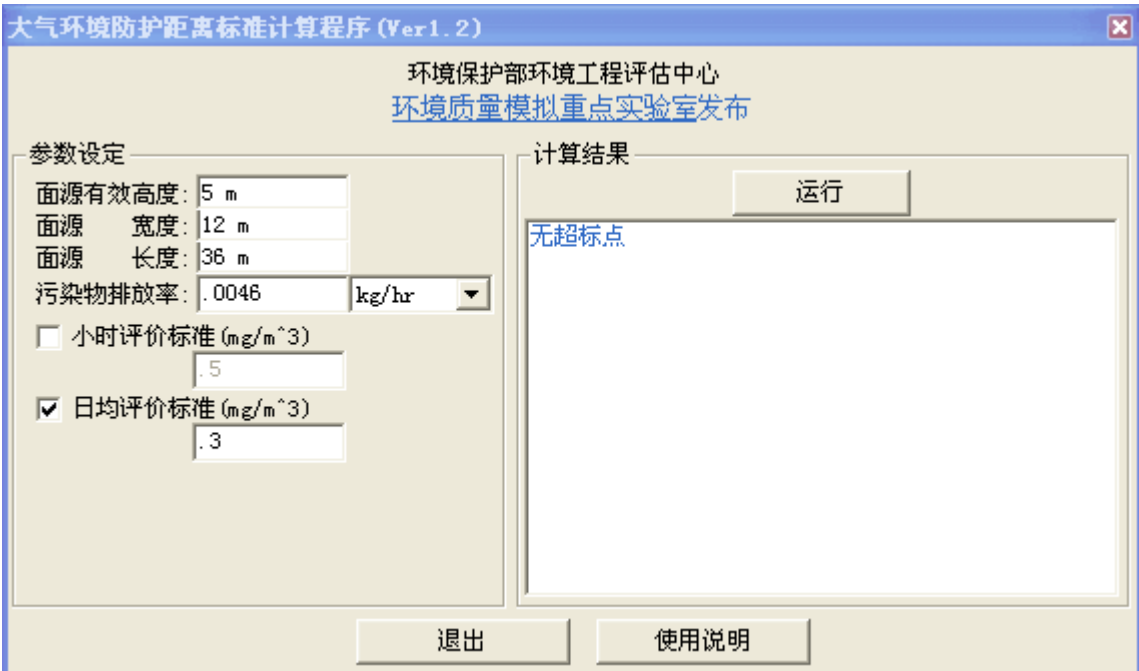 大气环境防护距离标准计算程序(Ver1.2)
环境保护部环境工程评估中心
环境质量模拟重点实验室发布
参数设定
面源有效高度: 5 m
面源 宽度: 12 m
面源 长度: 36 m
污染物排放率: .0046 kg/hr
小时评价标准(mg/m^3)
.5
日均评价标准(mg/m^3)
.3
计算结果
运行
无超标点
退出 使用说明